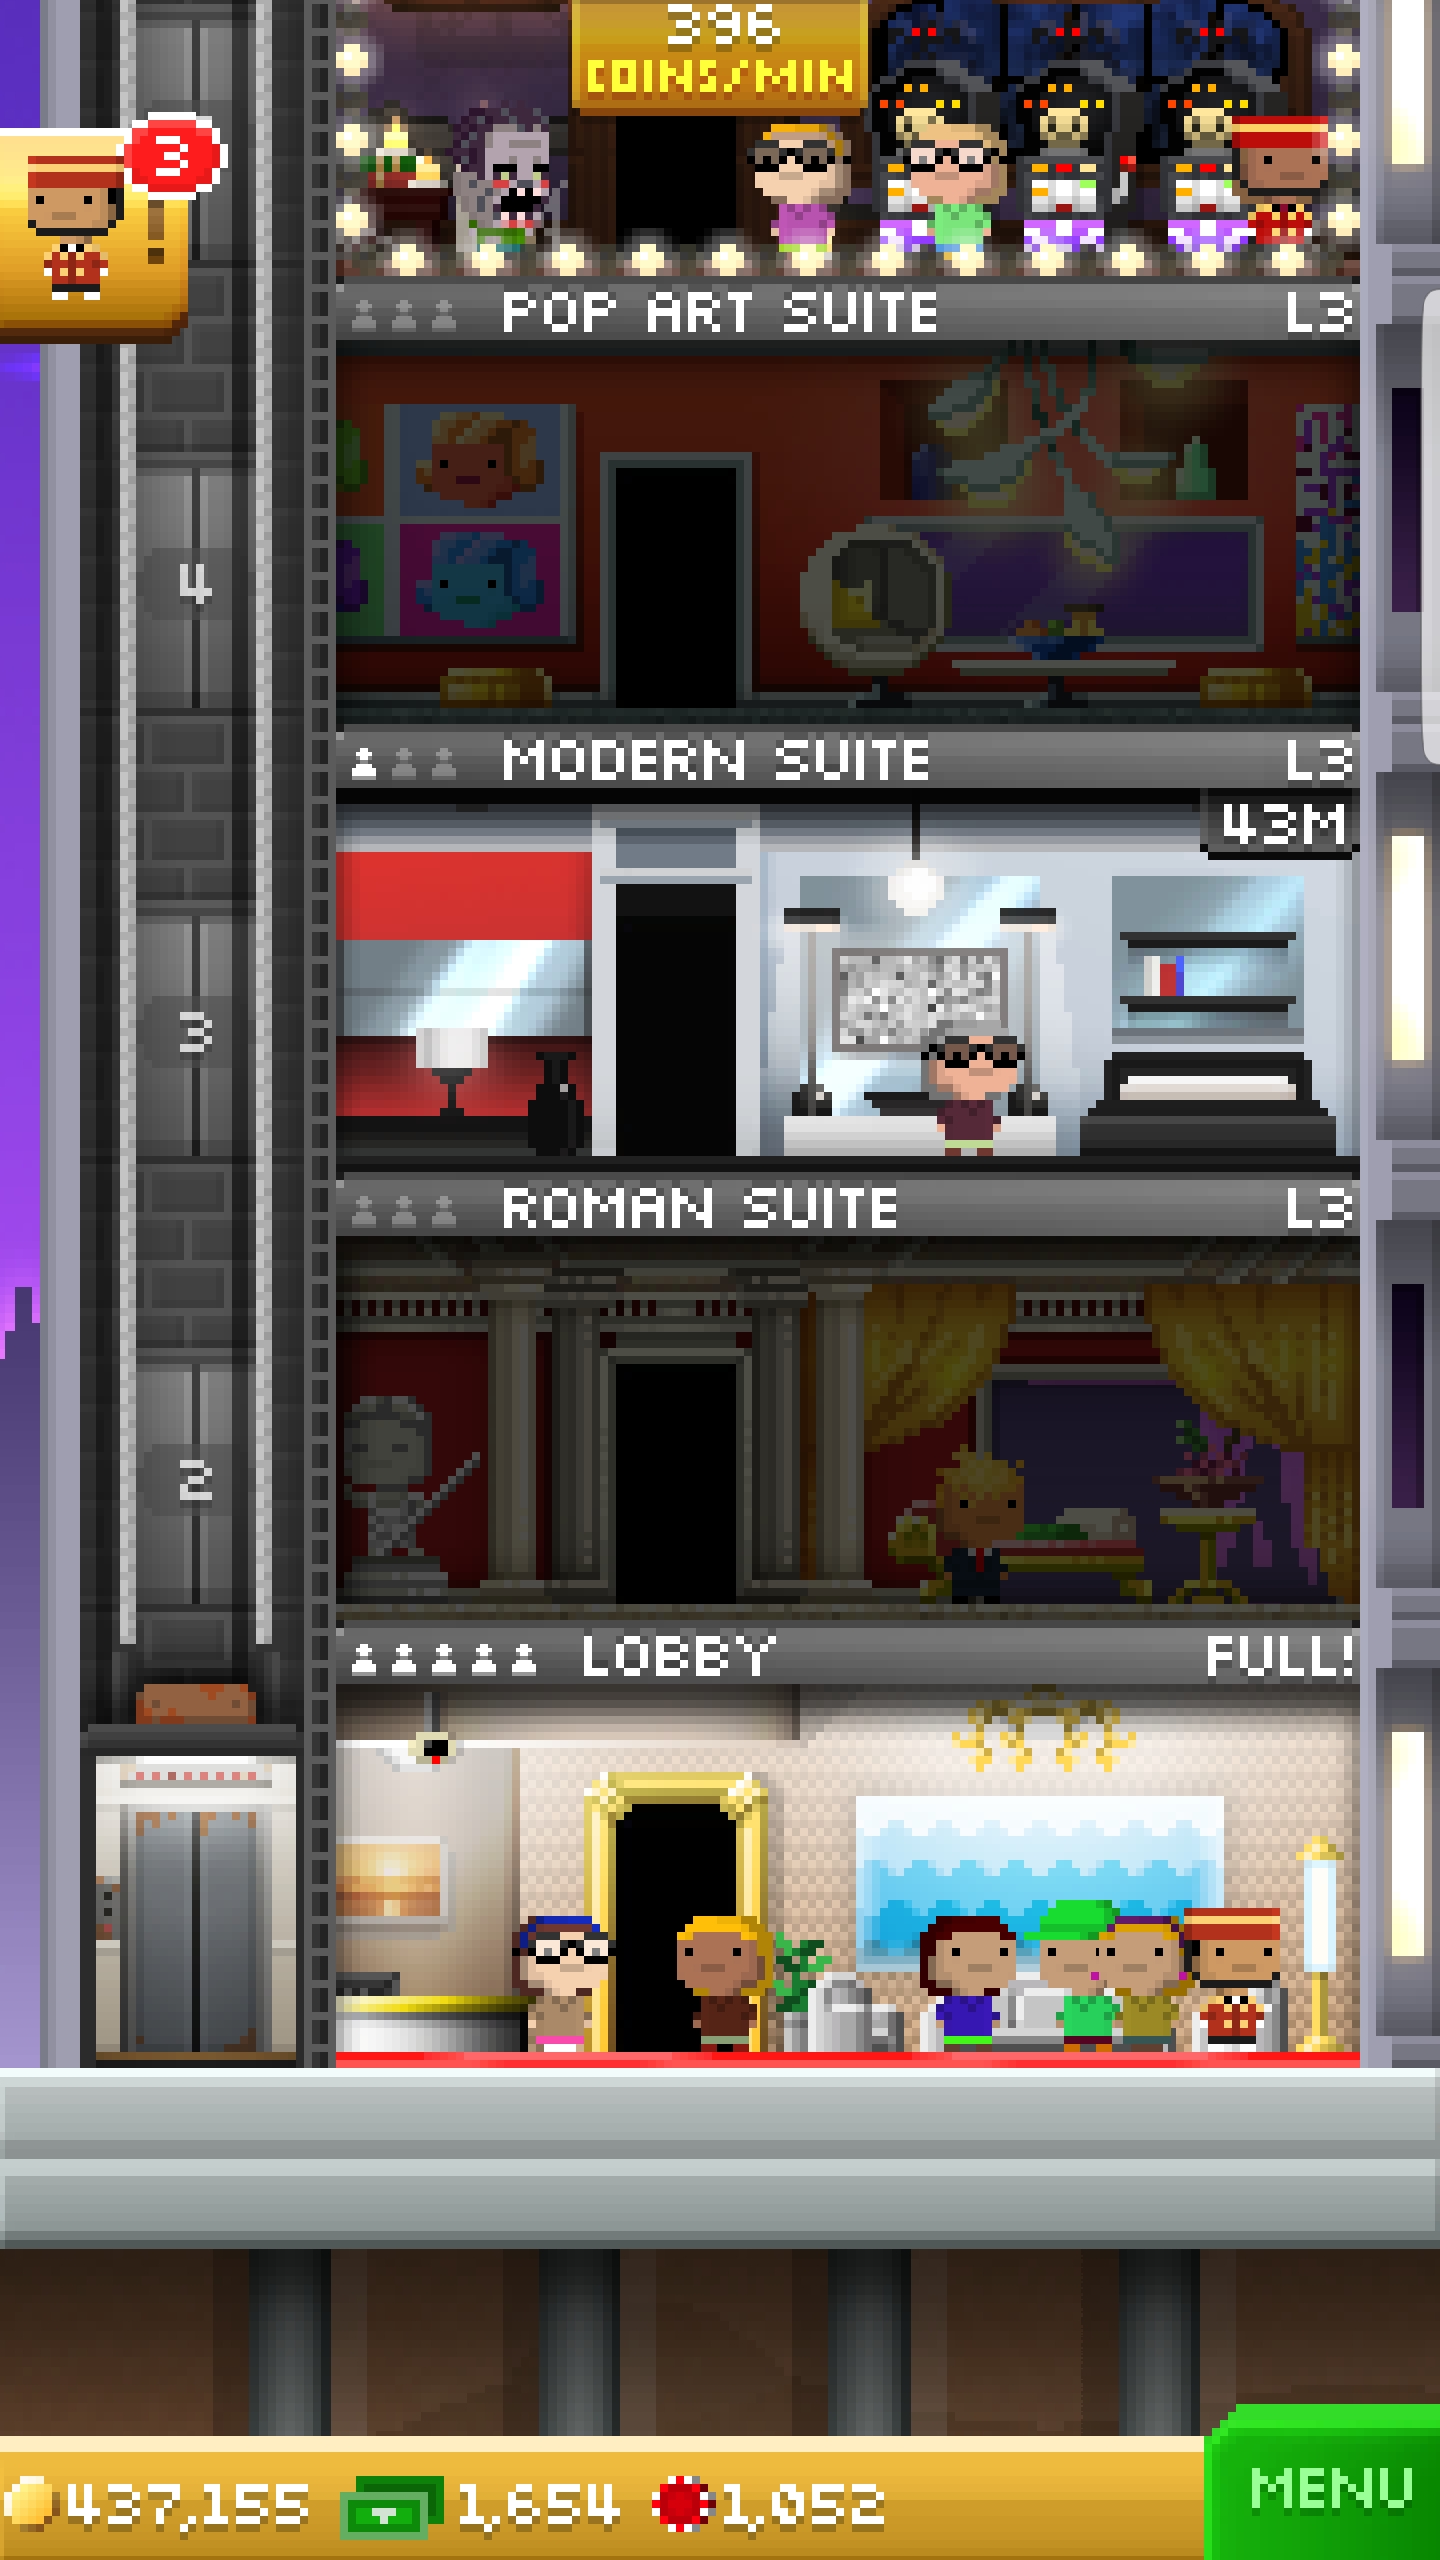 396
COINS/MIN
3
POP ART SUITE L3
4
MODERN SUITE L3
43M
3
ROMAN SUITE L3
2
LOBBY FULL!
437,155 1,654 1,052
MENU